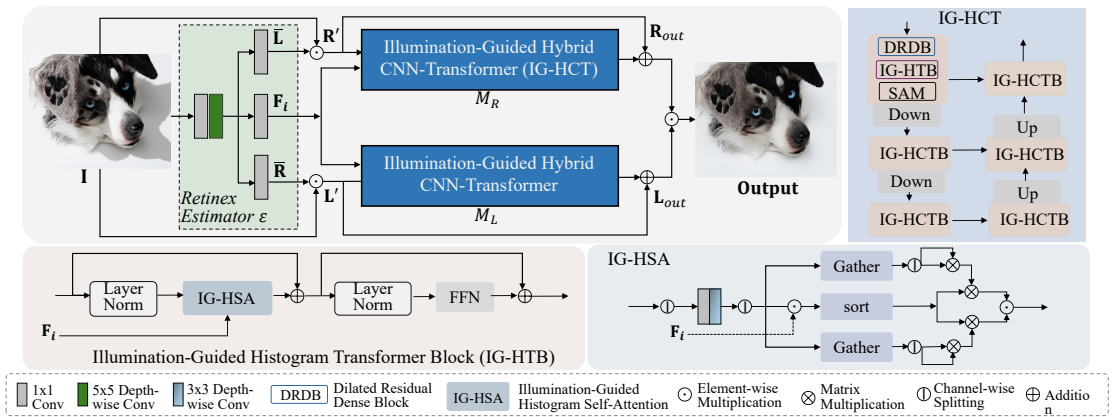 I
Retinex
Estimator ε
L̄
F_i
R̄
R′
L′
Illumination-Guided Hybrid
CNN-Transformer (IG-HCT)
M_R
R_out
Illumination-Guided Hybrid
CNN-Transformer
M_L
L_out
Output
IG-HCT
DRDB
IG-HTB
SAM
Down
IG-HCTB
Down
IG-HCTB
IG-HCTB
Up
IG-HCTB
Up
IG-HCTB
Layer
Norm
IG-HSA
Layer
Norm
FFN
F_i
Illumination-Guided Histogram Transformer Block (IG-HTB)
IG-HSA
F_i
Gather
sort
Gather
1x1
Conv
5x5 Depth-
wise Conv
3x3 Depth-
wise Conv
DRDB
Dilated Residual
Dense Block
IG-HSA
Illumination-Guided
Histogram Self-Attention
Element-wise
Multiplication
Matrix
Multiplication
Channel-wise
Splitting
Additio
n